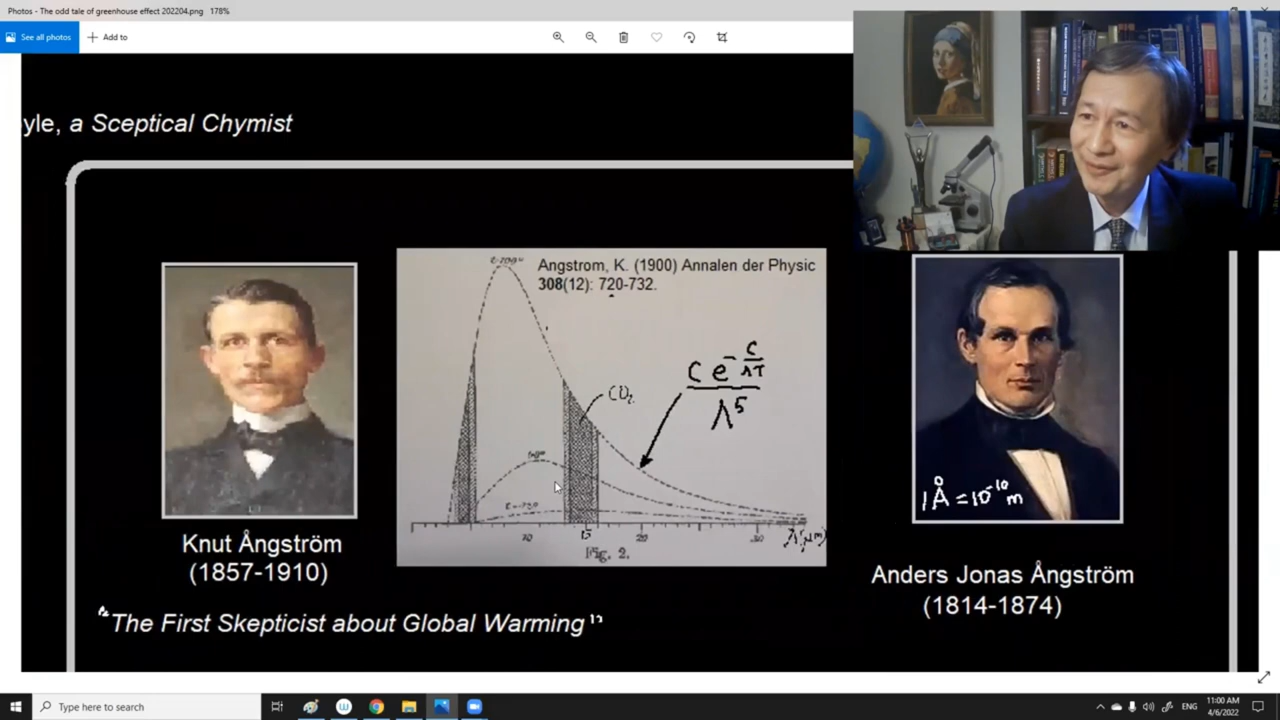 Photos - The odd tale of greenhouse effect 202204.png 178%
See all photos
Add to
yle, a Sceptical Chymist
Angstrom, K. (1900) Annalen der Physic
308(12): 720-732.
C e^-C/ΛT / Λ^5
CO₂
10 15 20 30 Λ(μm)
Fig. 2.
1Å = 10^-10 m
Knut Ångström
(1857-1910)
Anders Jonas Ångström
(1814-1874)
"The First Skepticist about Global Warming"
Type here to search
ENG
11:00 AM
4/6/2022